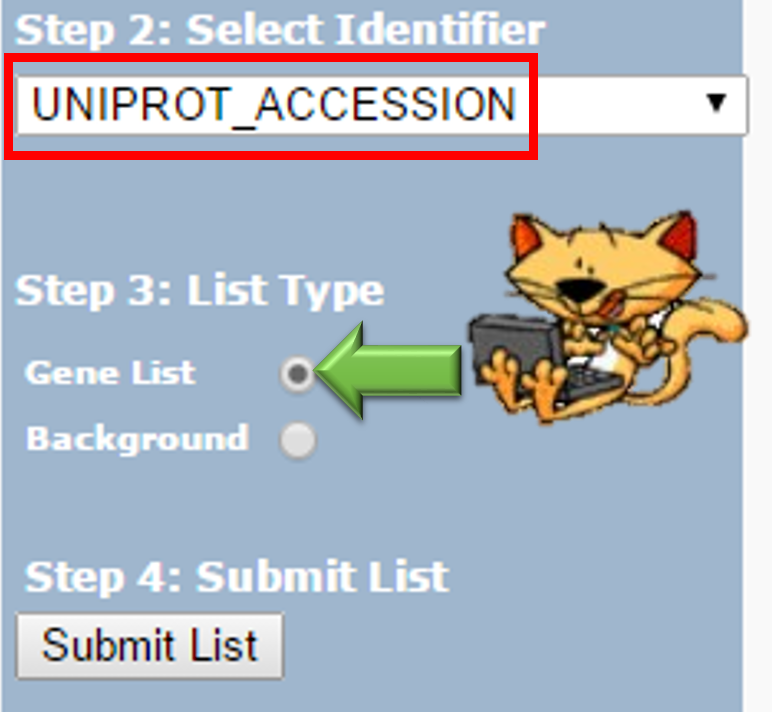 Step 2: Select Identifier
UNIPROT_ACCESSION
Step 3: List Type
Gene List
Background
Step 4: Submit List
Submit List